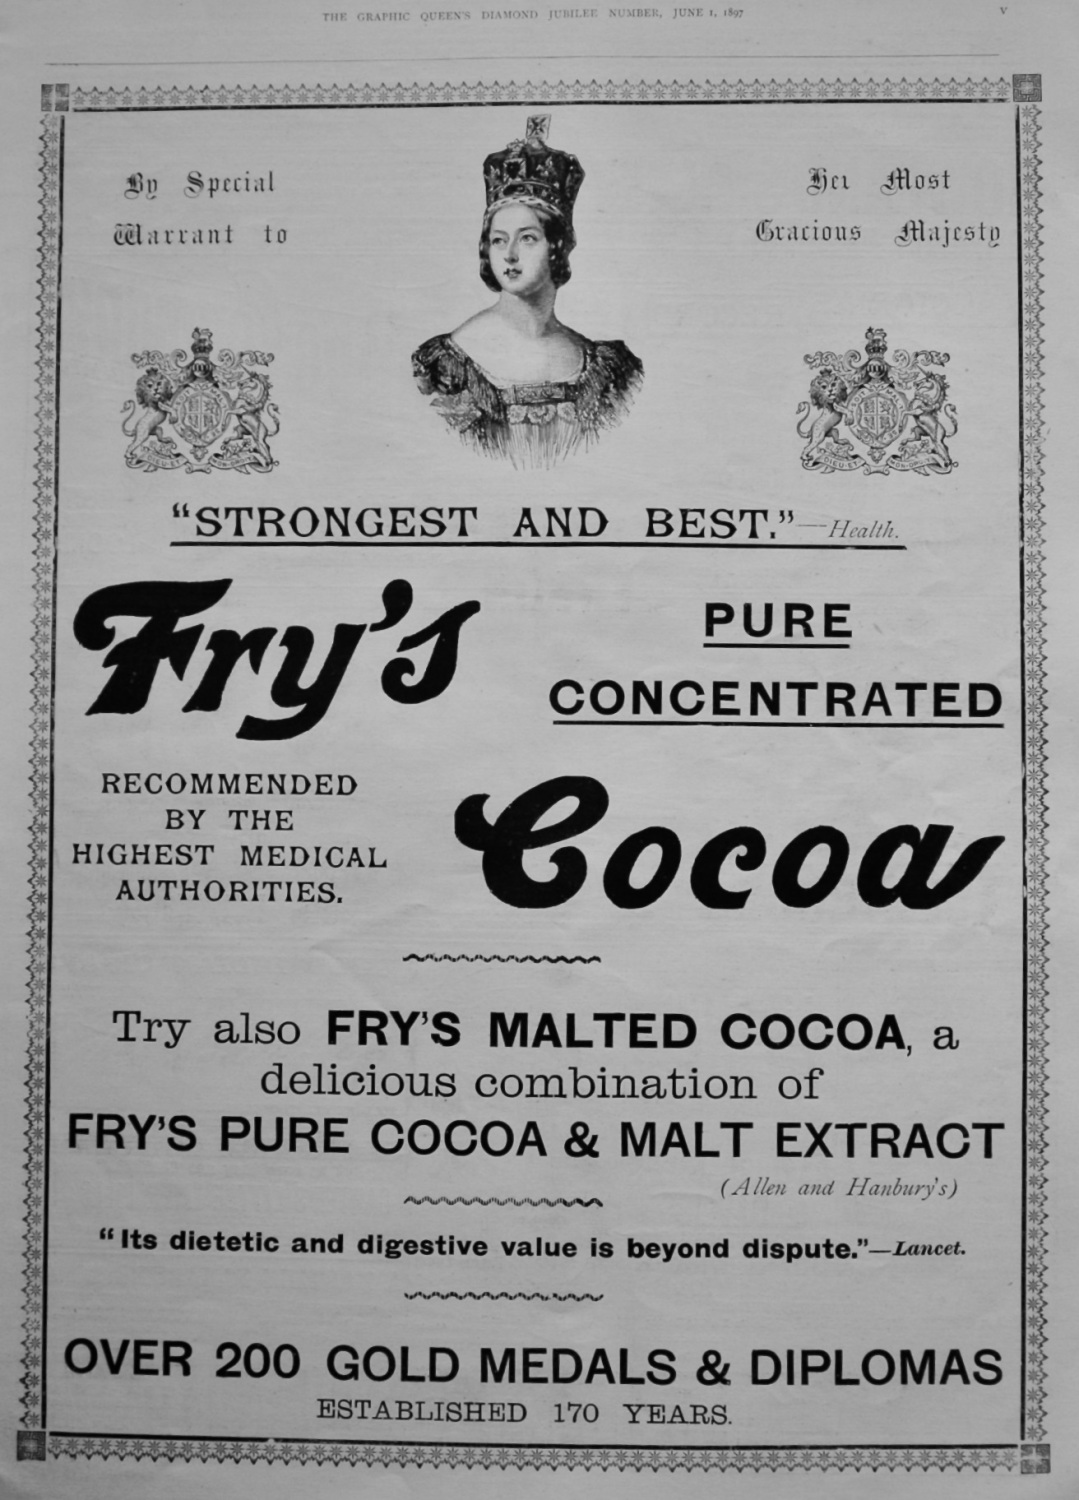 THE GRAPHIC QUEEN'S DIAMOND JUBILEE NUMBER, JUNE 1, 1897
V
By Special
Warrant to
Her Most
Gracious Majesty
"STRONGEST AND BEST."—Health.
Fry's
PURE
CONCENTRATED
RECOMMENDED
BY THE
HIGHEST MEDICAL
AUTHORITIES.
Cocoa
Try also FRY'S MALTED COCOA, a
delicious combination of
FRY'S PURE COCOA & MALT EXTRACT
(Allen and Hanbury's)
"Its dietetic and digestive value is beyond dispute."—Lancet.
OVER 200 GOLD MEDALS & DIPLOMAS
ESTABLISHED 170 YEARS.